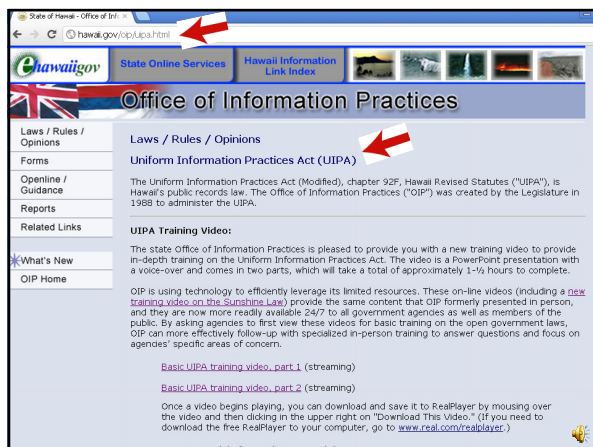 State of Hawaii - Office of Inf
hawaii.gov/op/uipa.html
ehawaiigov
State Online Services
Hawaii Information
Link Index
Office of Information Practices
Laws / Rules /
Opinions
Forms
Openline /
Guidance
Reports
Related Links
What's New
OIP Home
Laws / Rules / Opinions
Uniform Information Practices Act (UIPA)
The Uniform Information Practices Act (Modified), chapter 92F, Hawaii Revised Statutes ("UIPA"), is
Hawaii's public records law. The Office of Information Practices ("OIP") was created by the Legislature in
1988 to administer the UIPA.
UIPA Training Video:
The state Office of Information Practices is pleased to provide you with a new training video to provide
in-depth training on the Uniform Information Practices Act. The video is a PowerPoint presentation with
a voice-over and comes in two parts, which will take a total of approximately 1-½ hours to complete.
OIP is using technology to efficiently leverage its limited resources. These on-line videos (including a new
training video on the Sunshine Law) provide the same content that OIP formerly presented in person,
and they are now more readily available 24/7 to all government agencies as well as members of the
public. By asking agencies to first view these videos for basic training on the open government laws,
OIP can more effectively follow-up with specialized in-person training to answer questions and focus on
agencies' specific areas of concern.
Basic UIPA training video, part 1 (streaming)
Basic UIPA training video, part 2 (streaming)
Once a video begins playing, you can download and save it to RealPlayer by mousing over
the video and then clicking in the upper right on "Download This Video." (If you need to
download the free RealPlayer to your computer, go to www.real.com/realplayer.)